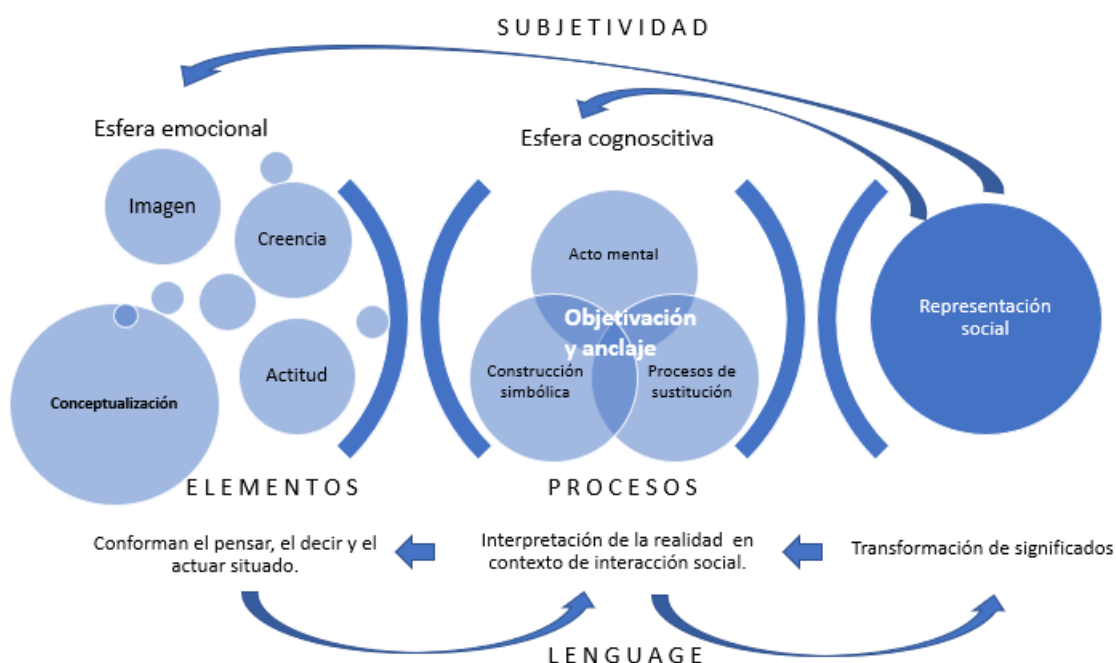 SUBJETIVIDAD
Esfera emocional
Esfera cognoscitiva
Imagen
Creencia
Actitud
Conceptualización
Acto mental
Objetivación
y anclaje
Construcción
simbólica
Procesos de
sustitución
Representación
social
ELEMENTOS
PROCESOS
Conforman el pensar, el decir y el
actuar situado.
Interpretación de la realidad en
contexto de interacción social.
Transformación de significados
LENGUAGE